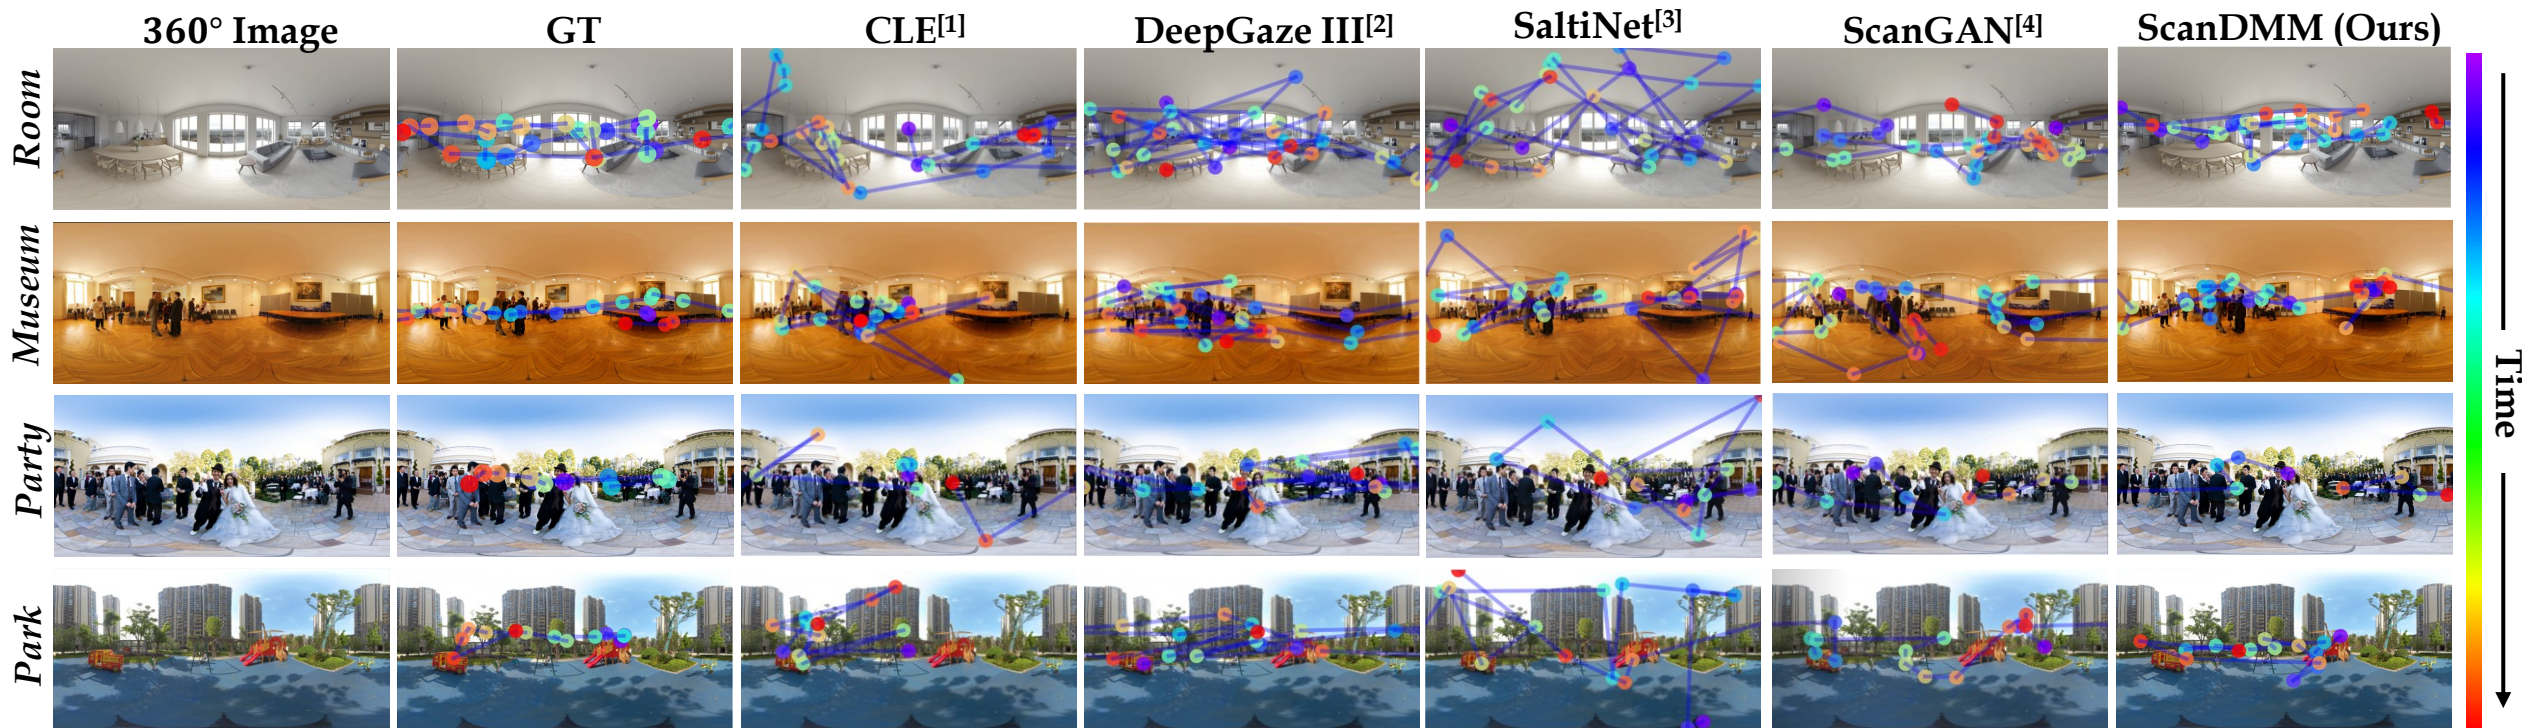 360° Image GT CLE[1] DeepGaze III[2] SaltiNet[3] ScanGAN[4] ScanDMM (Ours)
Room
Museum
Party
Park
Time